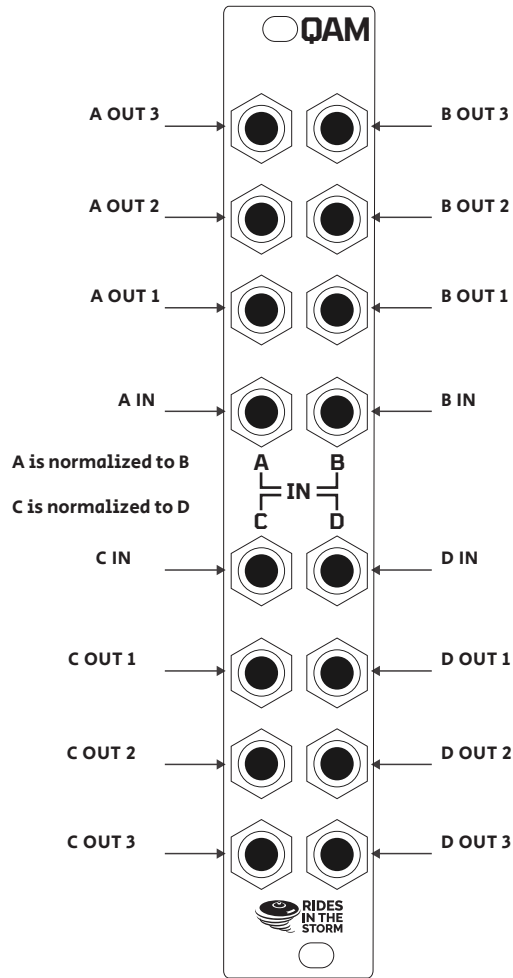 QAM
A OUT 3
B OUT 3
A OUT 2
B OUT 2
A OUT 1
B OUT 1
A IN
B IN
A is normalized to B
A B
IN
C is normalized to D
C D
C IN
D IN
C OUT 1
D OUT 1
C OUT 2
D OUT 2
C OUT 3
D OUT 3
RIDES
IN THE
STORM